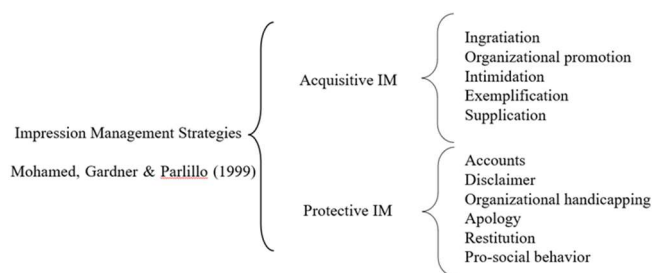 Impression Management Strategies
Mohamed, Gardner & Parlillo (1999)
Acquisitive IM
Ingratiation
Organizational promotion
Intimidation
Exemplification
Supplication
Protective IM
Accounts
Disclaimer
Organizational handicapping
Apology
Restitution
Pro-social behavior